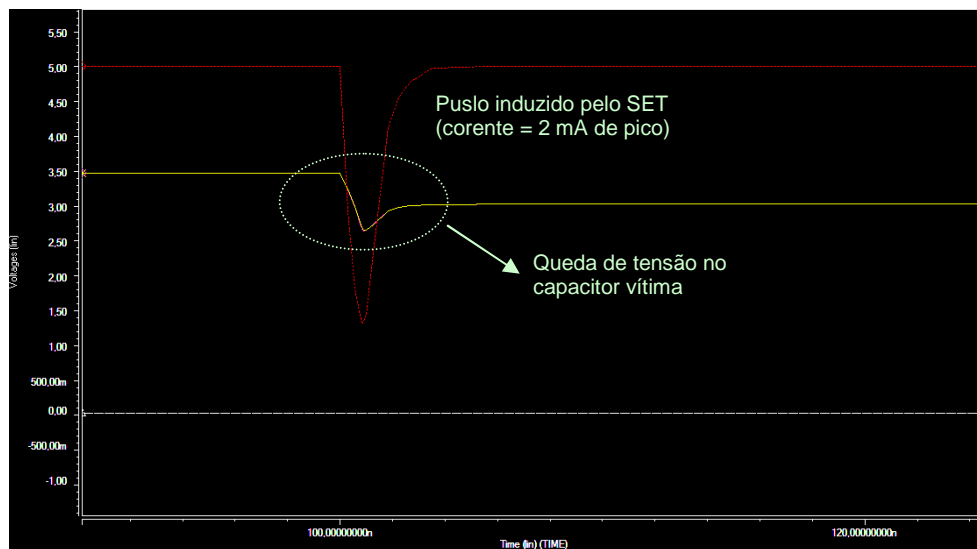 5,50
5,00
4,50
4,00
3,50
3,00
2,50
2,00
1,50
1,00
500,00m
0,00
-500,00m
-1,00
Voltages (lin)
Puslo induzido pelo SET
(corente = 2 mA de pico)
Queda de tensão no
capacitor vítima
100,00000000n
120,00000000n
Time (lin) (TIME)